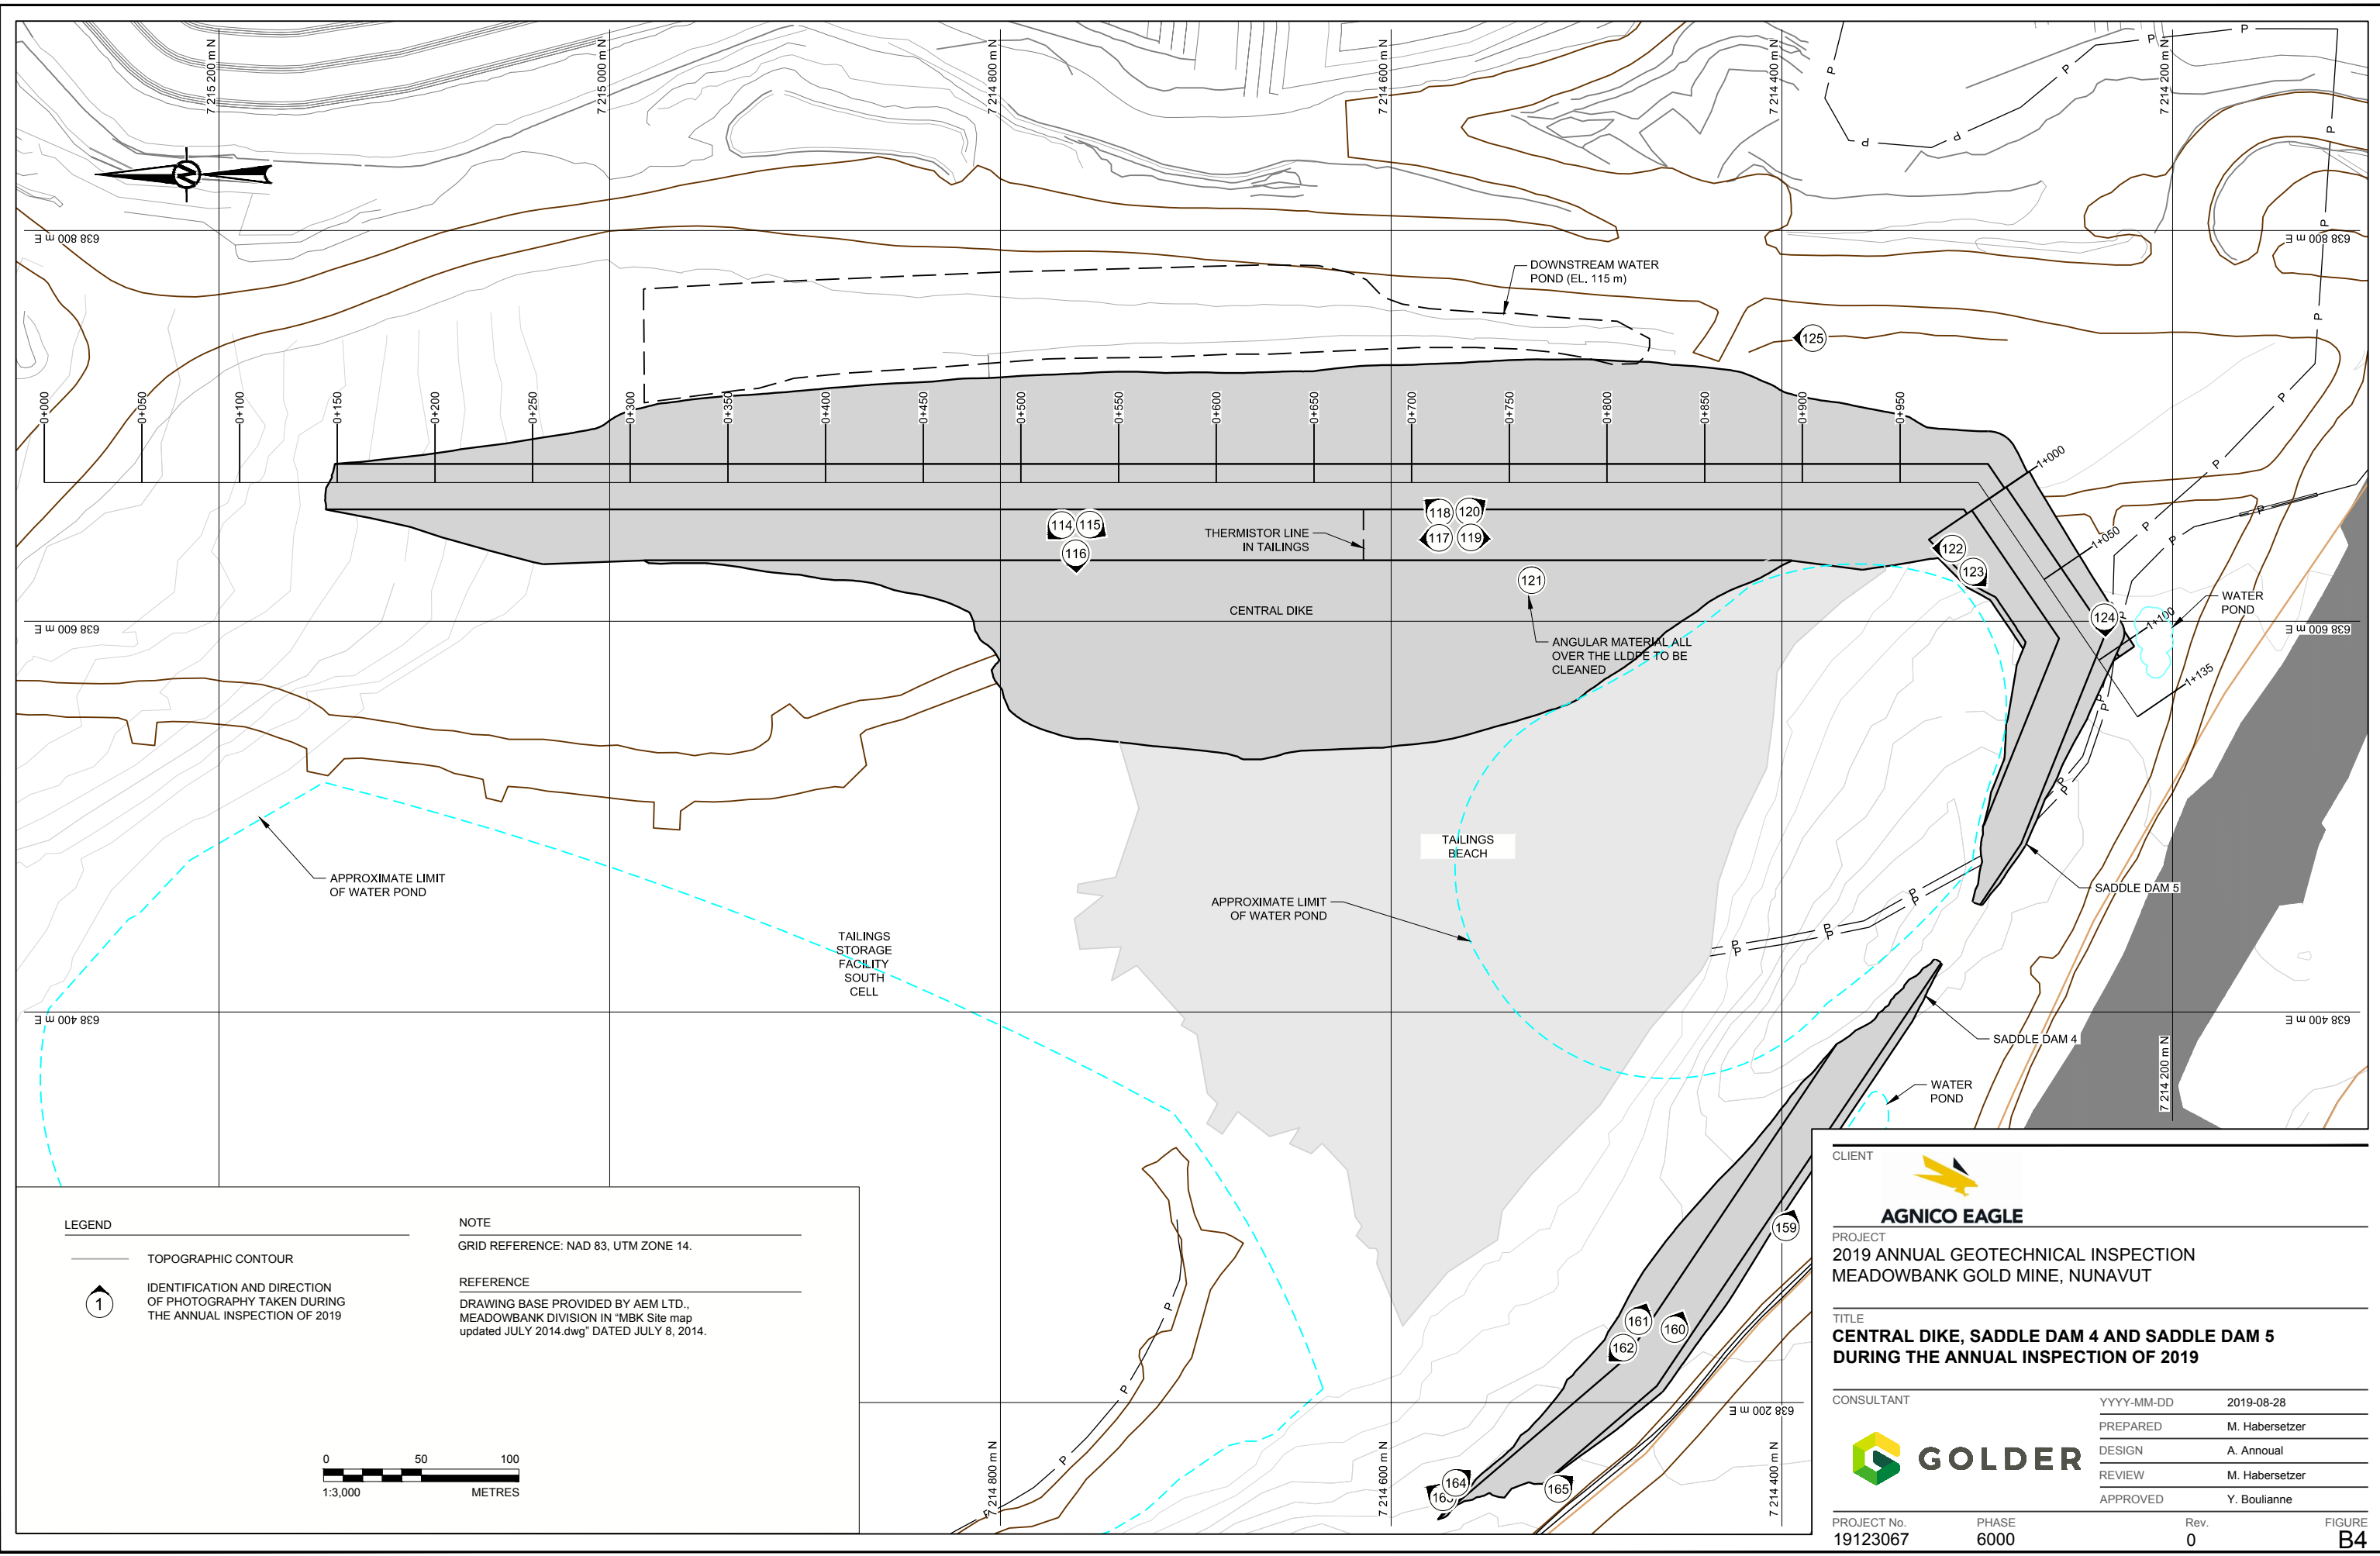 7 215 200 m N
7 215 000 m N
7 214 800 m N
7 214 600 m N
7 214 400 m N
7 214 200 m N
P
P
P
P
P
P
P
P
N
638 800 m E
638 800 m E
P
P
DOWNSTREAM WATER
POND (EL. 115 m)
125
0+000
0+050
0+100
0+150
0+200
0+250
0+300
0+350
0+400
0+450
0+500
0+550
0+600
0+650
0+700
0+750
0+800
0+850
0+900
0+950
1+000
1+050
1+100
1+135
P
P
P
P
P
P
P
P
114
115
116
THERMISTOR LINE
IN TAILINGS
118
120
117
119
121
122
123
124
CENTRAL DIKE
ANGULAR MATERIAL ALL
OVER THE LLDPE TO BE
CLEANED
WATER
POND
638 600 m E
638 600 m E
P
P
P
P
TAILINGS
BEACH
APPROXIMATE LIMIT
OF WATER POND
APPROXIMATE LIMIT
OF WATER POND
P
P
P
P
P
P
SADDLE DAM 5
TAILINGS
STORAGE
FACILITY
SOUTH
CELL
638 400 m E
638 400 m E
SADDLE DAM 4
WATER
POND
7 214 200 m N
159
161
160
162
164
165
P
P
P
638 200 m E
7 214 800 m N
7 214 600 m N
7 214 400 m N
LEGEND
TOPOGRAPHIC CONTOUR
1
IDENTIFICATION AND DIRECTION
OF PHOTOGRAPHY TAKEN DURING
THE ANNUAL INSPECTION OF 2019
NOTE
GRID REFERENCE: NAD 83, UTM ZONE 14.
REFERENCE
DRAWING BASE PROVIDED BY AEM LTD.,
MEADOWBANK DIVISION IN "MBK Site map
updated JULY 2014.dwg" DATED JULY 8, 2014.
0 50 100
1:3,000 METRES
CLIENT
AGNICO EAGLE
PROJECT
2019 ANNUAL GEOTECHNICAL INSPECTION
MEADOWBANK GOLD MINE, NUNAVUT
TITLE
CENTRAL DIKE, SADDLE DAM 4 AND SADDLE DAM 5
DURING THE ANNUAL INSPECTION OF 2019
CONSULTANT
GOLDER
YYYY-MM-DD 2019-08-28
PREPARED M. Habersetzer
DESIGN A. Annoual
REVIEW M. Habersetzer
APPROVED Y. Boulianne
PROJECT No. PHASE Rev. FIGURE
19123067 6000 0 B4